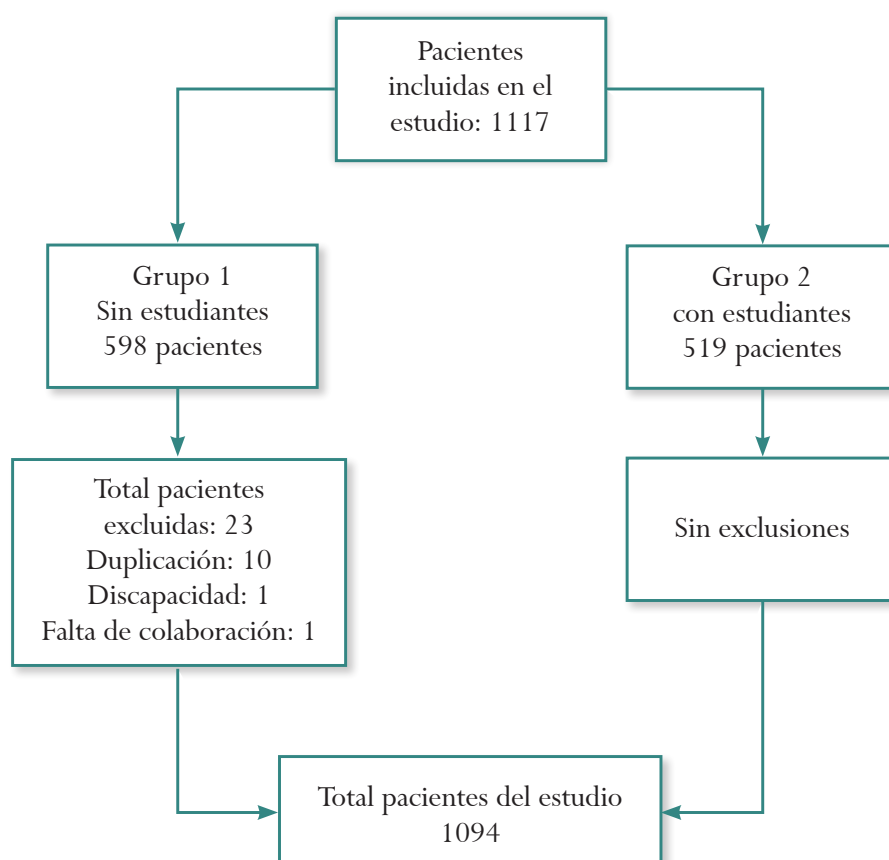 Pacientes
incluidas en el
estudio: 1117
Grupo 1
Sin estudiantes
598 pacientes
Grupo 2
con estudiantes
519 pacientes
Total pacientes
excluidas: 23
Duplicación: 10
Discapacidad: 1
Falta de colaboración: 1
Sin exclusiones
Total pacientes del estudio
1094